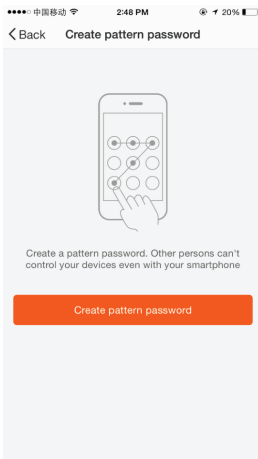 中国移动 2:48 PM 20%
Back Create pattern password
Create a pattern password. Other persons can't
control your devices even with your smartphone
Create pattern password